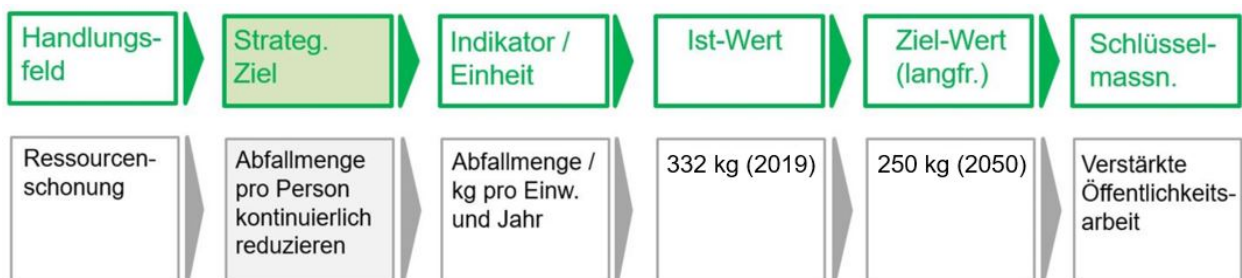 Handlungs-
feld
Strateg.
Ziel
Indikator /
Einheit
Ist-Wert
Ziel-Wert
(langfr.)
Schlüssel-
massn.
Ressourcen-
schonung
Abfallmenge
pro Person
kontinuierlich
reduzieren
Abfallmenge /
kg pro Einw.
und Jahr
332 kg (2019)
250 kg (2050)
Verstärkte
Öffentlichkeits-
arbeit